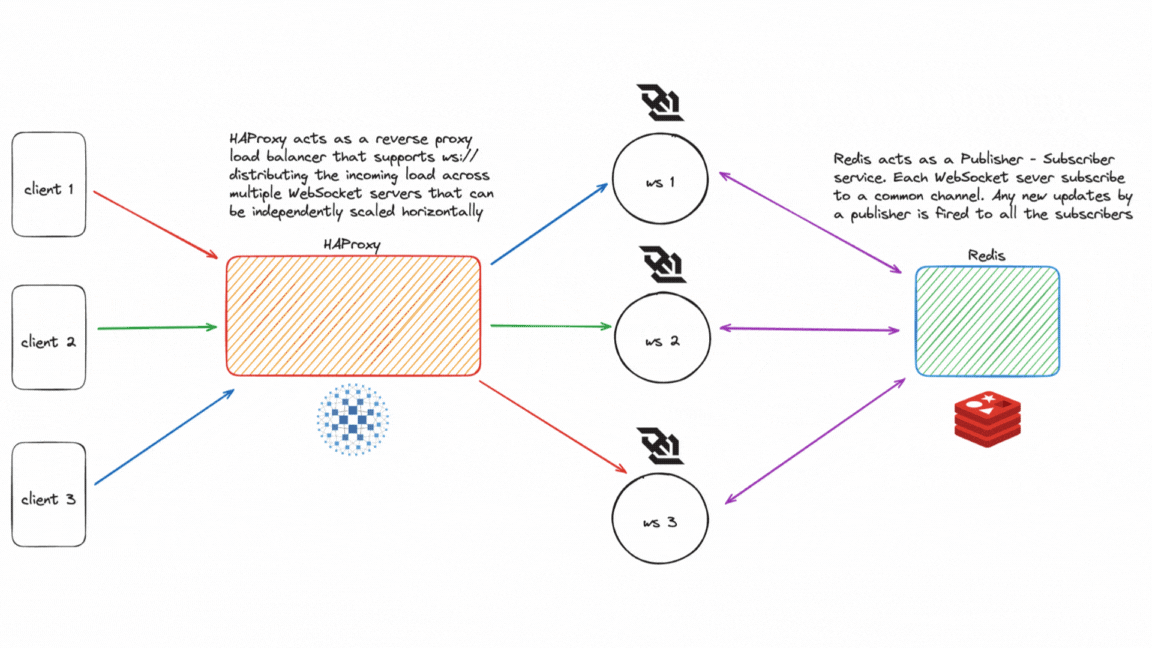 client 1
client 2
client 3
HAProxy acts as a reverse proxy
load balancer that supports ws://
distributing the incoming load across
multiple WebSocket servers that can
be independently scaled horizontally
HAProxy
ws 1
ws 2
ws 3
Redis acts as a Publisher - Subscriber
service. Each WebSocket sever subscribe
to a common channel. Any new updates by
a publisher is fired to all the subscribers
Redis